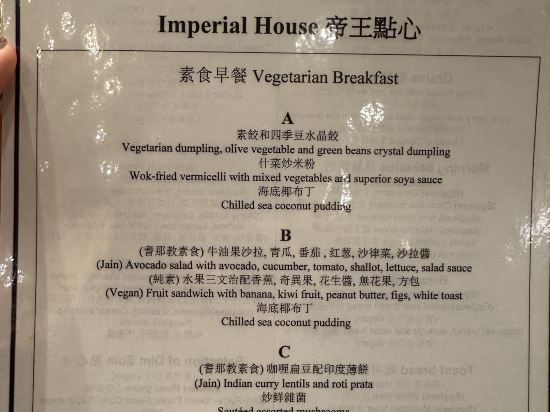 Imperial House 帝王點心
素食早餐 Vegetarian Breakfast
A
素餃和四季豆水晶餃
Vegetarian dumpling, olive vegetable and green beans crystal dumpling
什菜炒米粉
Wok-fried vermicelli with mixed vegetables and superior soya sauce
海底椰布丁
Chilled sea coconut pudding
B
(耆那教素食) 牛油果沙拉, 青瓜, 番茄, 红葱, 沙律菜, 沙拉醬
(Jain) Avocado salad with avocado, cucumber, tomato, shallot, lettuce, salad sauce
(純素) 水果三文治配香蕉, 奇異果, 花生醬, 無花果, 方包
(Vegan) Fruit sandwich with banana, kiwi fruit, peanut butter, figs, white toast
海底椰布丁
Chilled sea coconut pudding
C
(耆那教素食) 咖喱扁豆配印度薄餅
(Jain) Indian curry lentils and roti prata
炒鮮雜菌
Sautéed assorted mushrooms